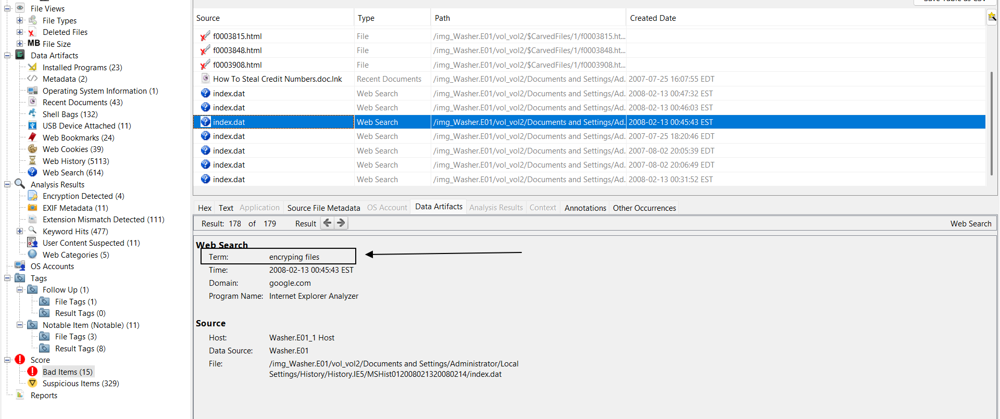 File Views
File Types
Deleted Files
MB File Size
Data Artifacts
Installed Programs (23)
Metadata (2)
Operating System Information (1)
Recent Documents (43)
Shell Bags (132)
USB Device Attached (11)
Web Bookmarks (24)
Web Cookies (39)
Web History (5113)
Web Search (614)
Analysis Results
Encryption Detected (4)
EXIF Metadata (11)
Extension Mismatch Detected (111)
Keyword Hits (477)
User Content Suspected (11)
Web Categories (5)
OS Accounts
Tags
Follow Up (1)
File Tags (1)
Result Tags (0)
Notable Item (Notable) (11)
File Tags (3)
Result Tags (8)
Score
Bad Items (15)
Suspicious Items (329)
Reports
Save Table as CSV
Source Type Path Created Date
f0003815.html File /img_Washer.E01/vol_vol2/$CarvedFiles/1/f0003815.ht...
f0003848.html File /img_Washer.E01/vol_vol2/$CarvedFiles/1/f0003848.ht...
f0003908.html File /img_Washer.E01/vol_vol2/$CarvedFiles/1/f0003908.ht...
How To Steal Credit Numbers.doc.lnk Recent Documents /img_Washer.E01/vol_vol2/Documents and Settings/Ad... 2007-07-25 16:07:55 EDT
index.dat Web Search /img_Washer.E01/vol_vol2/Documents and Settings/Ad... 2008-02-13 00:47:32 EST
index.dat Web Search /img_Washer.E01/vol_vol2/Documents and Settings/Ad... 2008-02-13 00:46:03 EST
index.dat Web Search /img_Washer.E01/vol_vol2/Documents and Settings/Ad... 2008-02-13 00:45:43 EST
index.dat Web Search /img_Washer.E01/vol_vol2/Documents and Settings/Ad... 2007-07-25 18:20:46 EDT
index.dat Web Search /img_Washer.E01/vol_vol2/Documents and Settings/Ad... 2007-08-02 20:05:39 EDT
index.dat Web Search /img_Washer.E01/vol_vol2/Documents and Settings/Ad... 2007-08-02 20:06:49 EDT
index.dat Web Search /img_Washer.E01/vol_vol2/Documents and Settings/Ad... 2008-02-13 00:31:52 EST
Hex Text Application Source File Metadata OS Account Data Artifacts Analysis Results Context Annotations Other Occurrences
Result: 178 of 179 Result Web Search
Web Search
Term: encryping files
Time: 2008-02-13 00:45:43 EST
Domain: google.com
Program Name: Internet Explorer Analyzer
Source
Host: Washer.E01_1 Host
Data Source: Washer.E01
File: /img_Washer.E01/vol_vol2/Documents and Settings/Administrator/Local
Settings/History/History.IE5/MSHist012008021320080214/index.dat